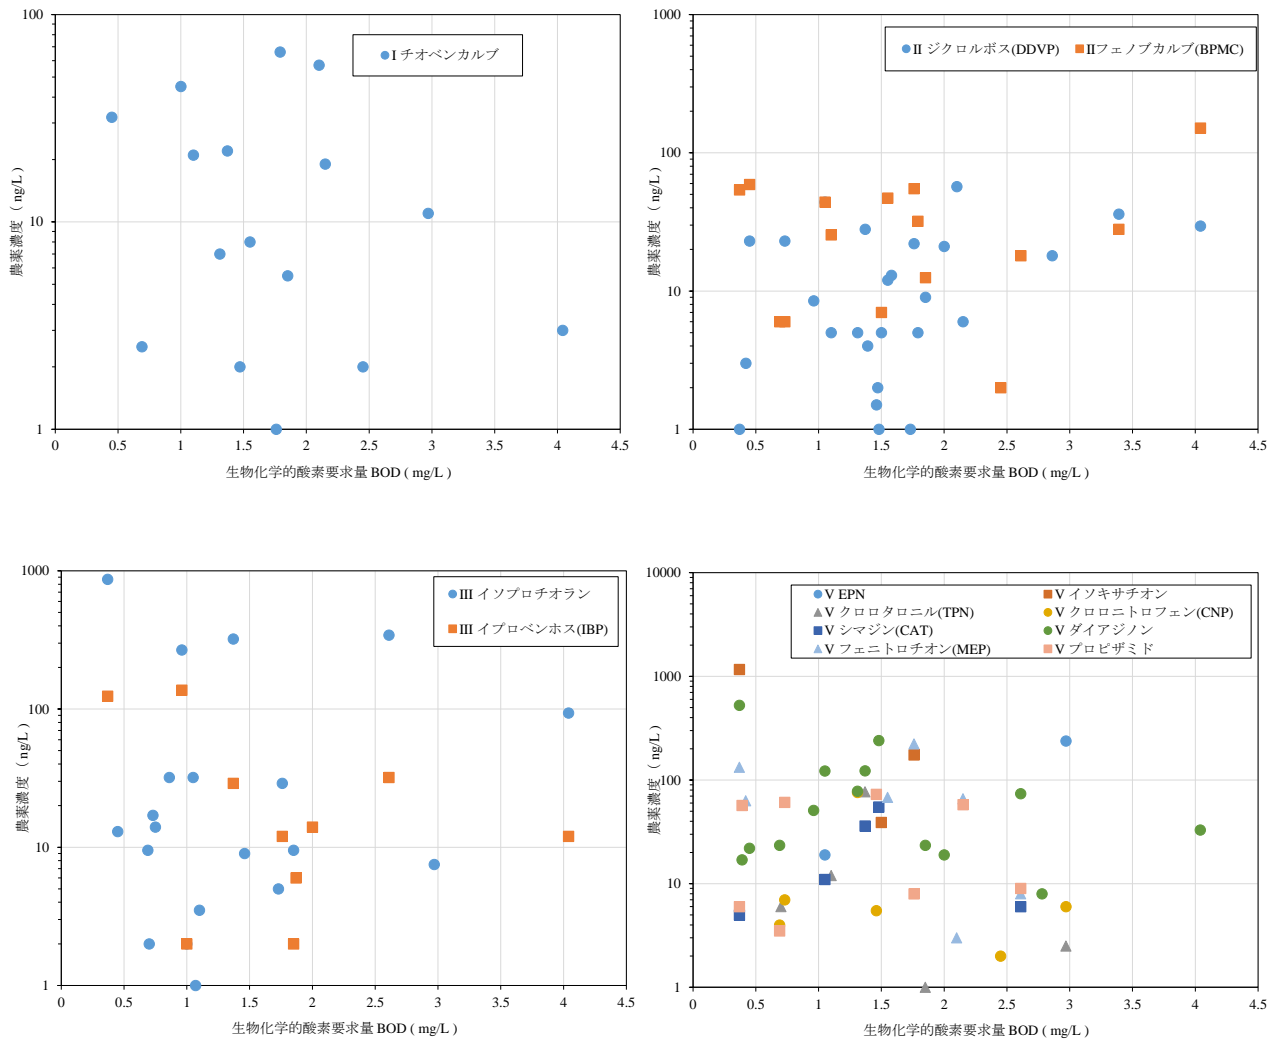 I チオベンカルブ
100
10
1
農薬濃度 ( ng/L )
0 0.5 1 1.5 2 2.5 3 3.5 4 4.5
生物化学的酸素要求量 BOD ( mg/L )
II ジクロルボス(DDVP) IIフェノブカルブ(BPMC)
1000
100
10
1
農薬濃度 ( ng/L )
0 0.5 1 1.5 2 2.5 3 3.5 4 4.5
生物化学的酸素要求量 BOD ( mg/L )
III イソプロチオラン
III イプロベンホス(IBP)
1000
100
10
1
農薬濃度 ( ng/L )
0 0.5 1 1.5 2 2.5 3 3.5 4 4.5
生物化学的酸素要求量 BOD ( mg/L )
V EPN V イソキサチオン
V クロロタロニル(TPN) V クロロニトロフェン(CNP)
V シマジン(CAT) V ダイアジノン
V フェニトロチオン(MEP) V プロピザミド
10000
1000
100
10
1
農薬濃度 ( ng/L )
0 0.5 1 1.5 2 2.5 3 3.5 4 4.5
生物化学的酸素要求量 BOD ( mg/L )